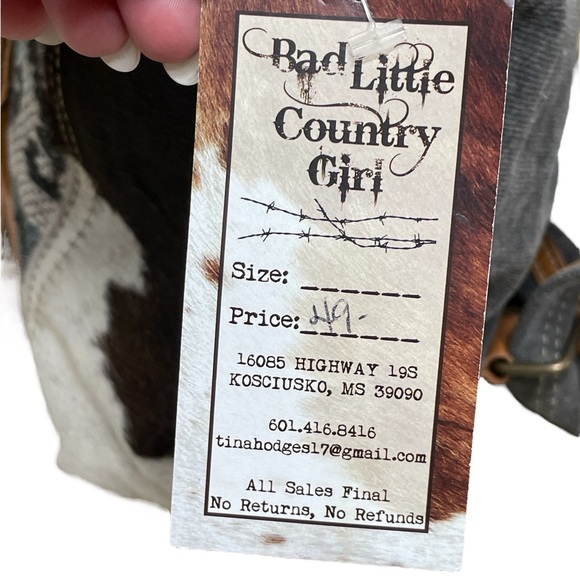 Bad Little
Country
Girl
Size: _______
Price: 49-
16085 HIGHWAY 19S
KOSCIUSKO, MS 39090
601.416.8416
tinahodges17@gmail.com
All Sales Final
No Returns, No Refunds